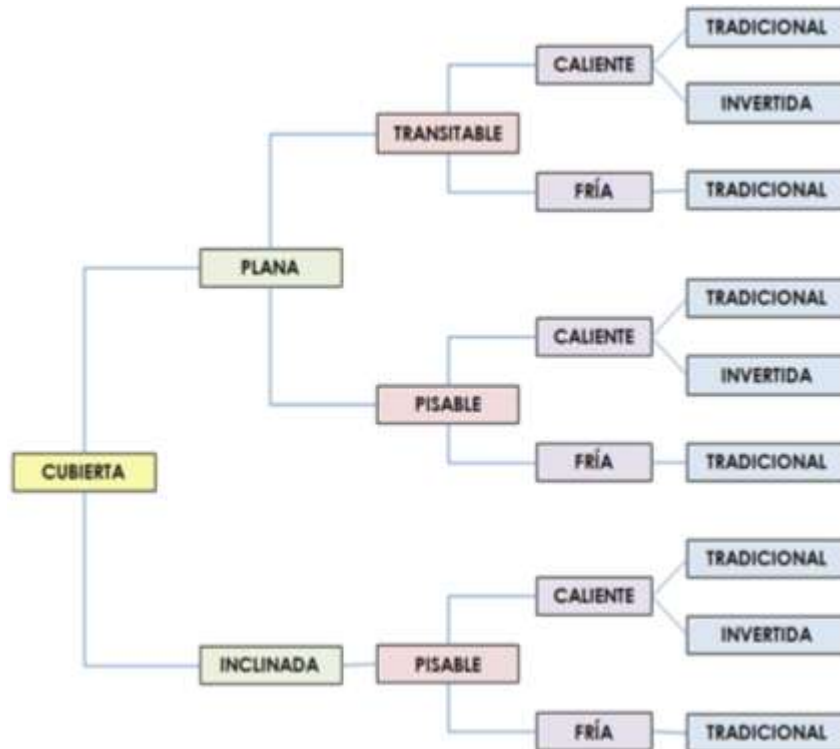 TRADICIONAL
CALIENTE
INVERTIDA
TRANSITABLE
FRÍA
TRADICIONAL
PLANA
TRADICIONAL
CALIENTE
INVERTIDA
PISABLE
FRÍA
TRADICIONAL
CUBIERTA
TRADICIONAL
CALIENTE
INVERTIDA
INCLINADA
PISABLE
FRÍA
TRADICIONAL